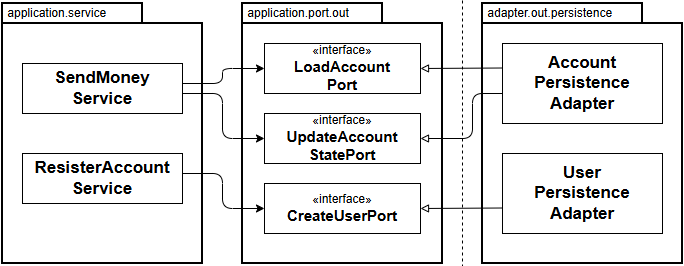 application.service
application.port.out
adapter.out.persistence
SendMoney
Service
ResisterAccount
Service
«interface»
LoadAccount
Port
«interface»
UpdateAccount
StatePort
«interface»
CreateUserPort
Account
Persistence
Adapter
User
Persistence
Adapter